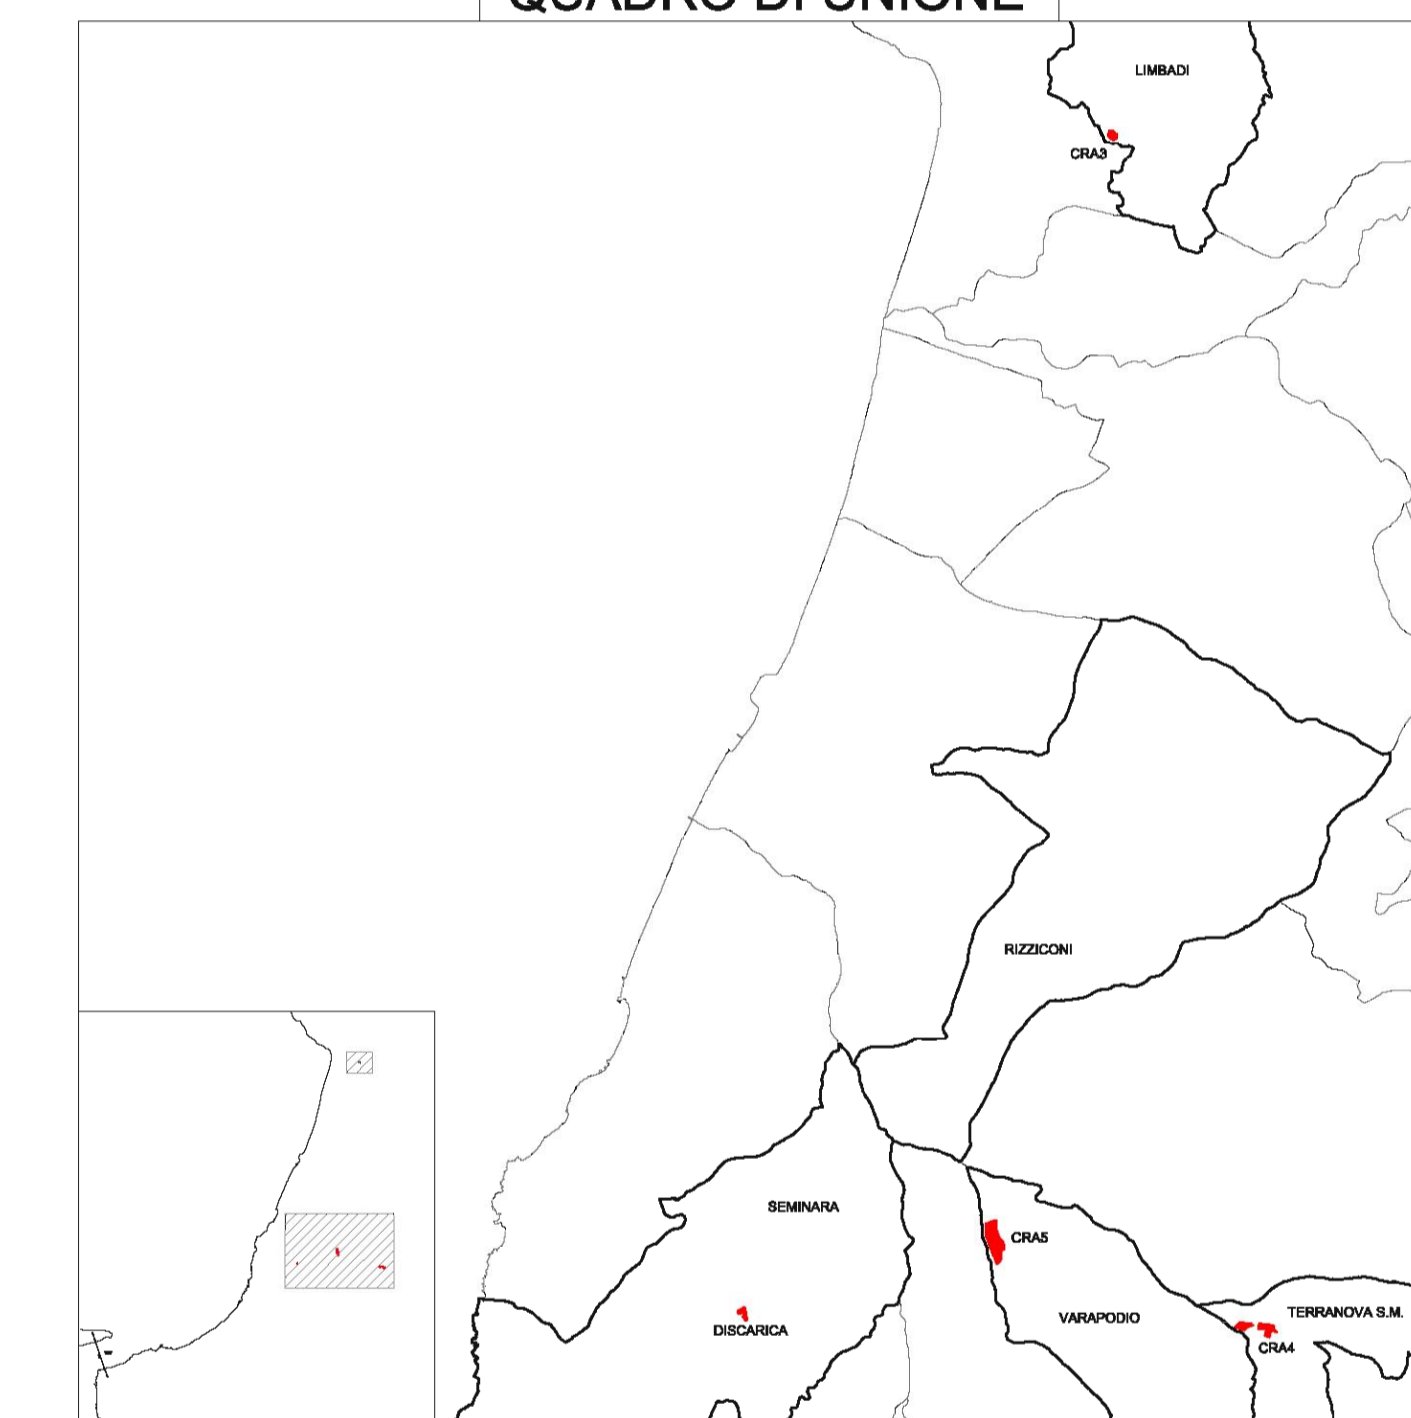 QUADRO DI UNIONE
LIMBADI
CRA3
RIZZICONI
SEMINARA
CRA5
DISCARICA
VARAPODIO
TERRANOVA S.M.
CRA4